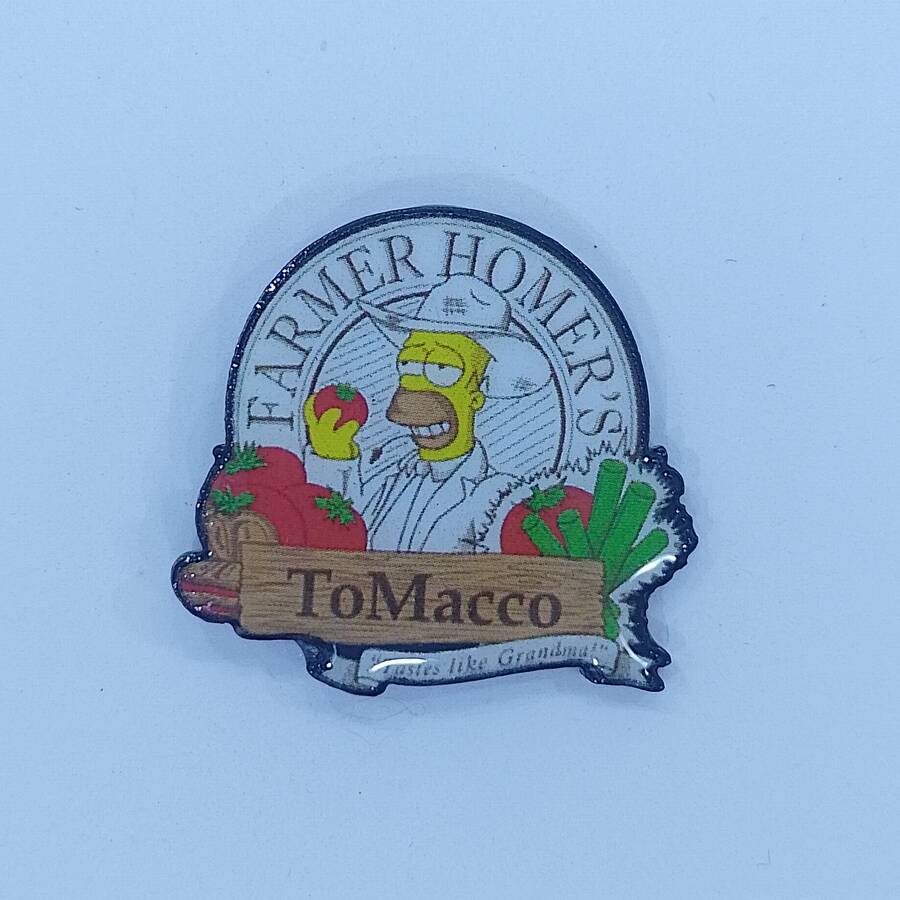 FARMER HOMER'S
ToMacco
"Tastes like Grandma!"